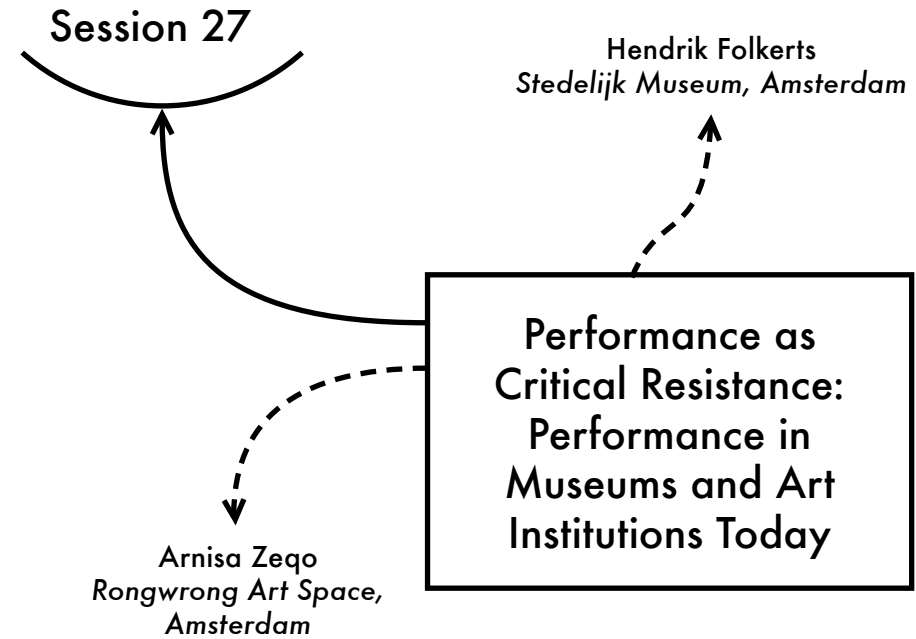 Session 27
Hendrik Folkerts
Stedelijk Museum, Amsterdam
Performance as
Critical Resistance:
Performance in
Museums and Art
Institutions Today
Arnisa Zeqo
Rongwrong Art Space,
Amsterdam